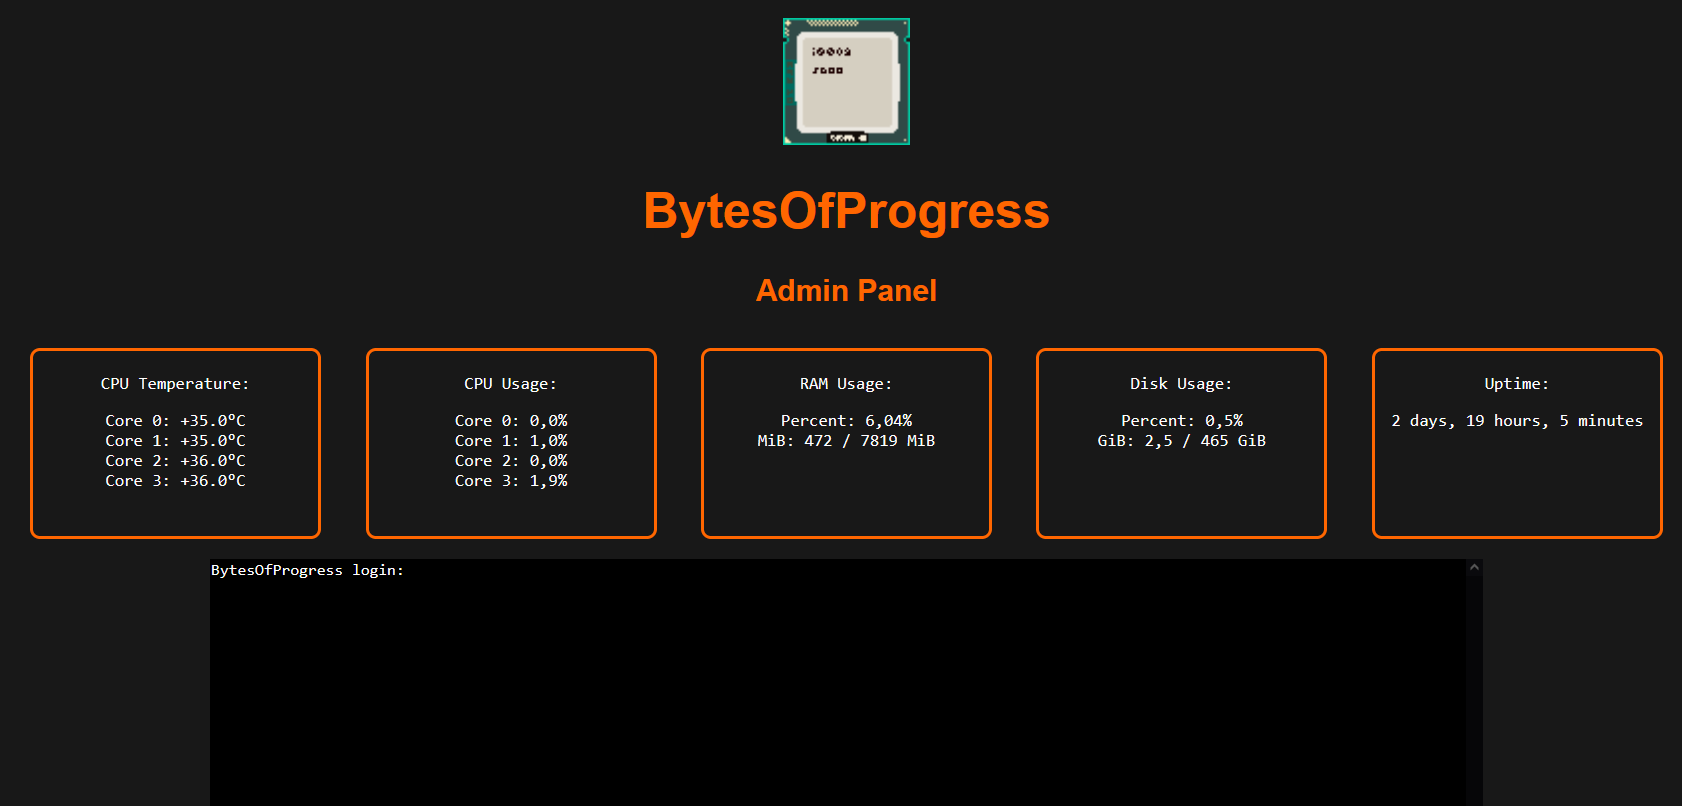 BytesOfProgress
Admin Panel
CPU Temperature:
Core 0: +35.0°C
Core 1: +35.0°C
Core 2: +36.0°C
Core 3: +36.0°C
CPU Usage:
Core 0: 0,0%
Core 1: 1,0%
Core 2: 0,0%
Core 3: 1,9%
RAM Usage:
Percent: 6,04%
MiB: 472 / 7819 MiB
Disk Usage:
Percent: 0,5%
GiB: 2,5 / 465 GiB
Uptime:
2 days, 19 hours, 5 minutes
BytesOfProgress login: